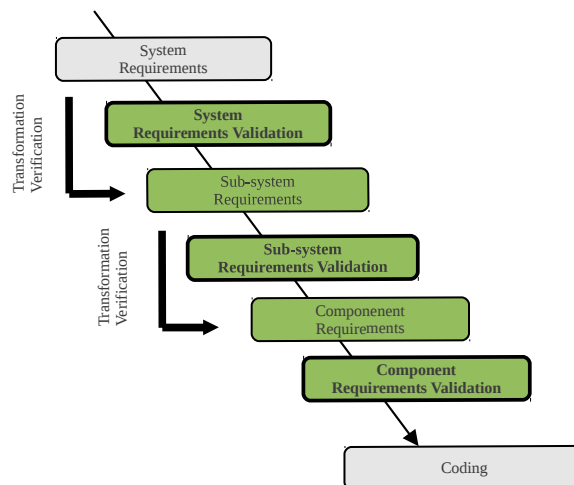 System
Requirements
System
Requirements Validation
Transformation
Verification
Sub-system
Requirements
Sub-system
Requirements Validation
Transformation
Verification
Componenent
Requirements
Component
Requirements Validation
Coding